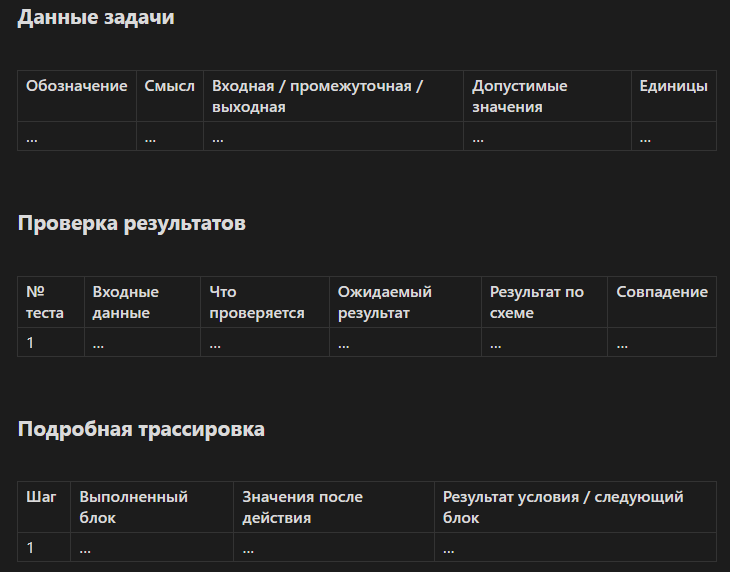 Данные задачи
Обозначение Смысл Входная / промежуточная / Допустимые Единицы
выходная значения
... ... ... ... ...
Проверка результатов
№ Входные Что Ожидаемый Результат по Совпадение
теста данные проверяется результат схеме
1 ... ... ... ... ...
Подробная трассировка
Шаг Выполненный Значения после Результат условия / следующий
блок действия блок
1 ... ... ...